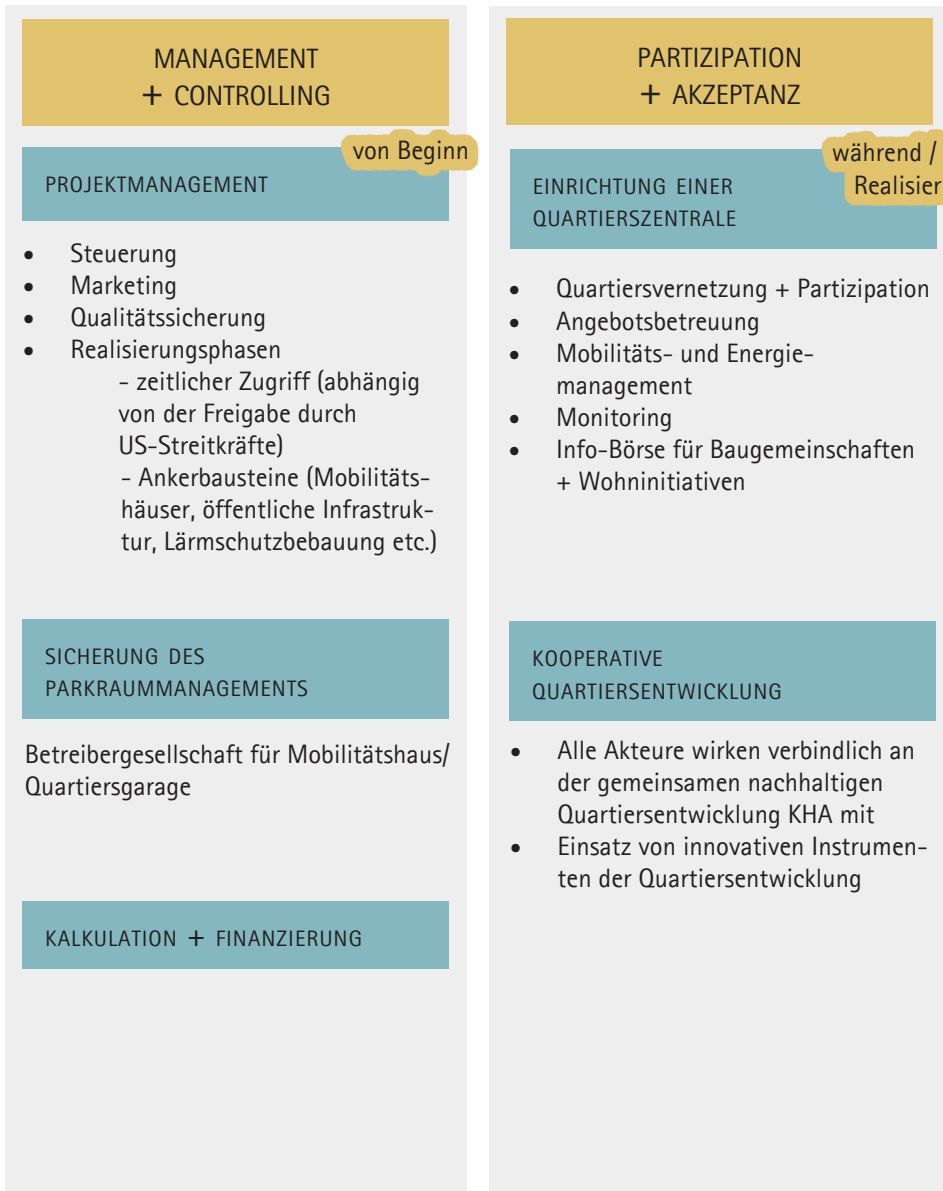 MANAGEMENT
+ CONTROLLING
von Beginn
PROJEKTMANAGEMENT
• Steuerung
• Marketing
• Qualitätssicherung
• Realisierungsphasen
- zeitlicher Zugriff (abhängig
von der Freigabe durch
US-Streitkräfte)
- Ankerbausteine (Mobilitäts-
häuser, öffentliche Infrastruk-
tur, Lärmschutzbebauung etc.)
SICHERUNG DES
PARKRAUMMANAGEMENTS
Betreibergesellschaft für Mobilitätshaus/
Quartiersgarage
KALKULATION + FINANZIERUNG
PARTIZIPATION
+ AKZEPTANZ
während /
Realisier
EINRICHTUNG EINER
QUARTIERSZENTRALE
• Quartiersvernetzung + Partizipation
• Angebotsbetreuung
• Mobilitäts- und Energie-
management
• Monitoring
• Info-Börse für Baugemeinschaften
+ Wohninitiativen
KOOPERATIVE
QUARTIERSENTWICKLUNG
• Alle Akteure wirken verbindlich an
der gemeinsamen nachhaltigen
Quartiersentwicklung KHA mit
• Einsatz von innovativen Instrumen-
ten der Quartiersentwicklung